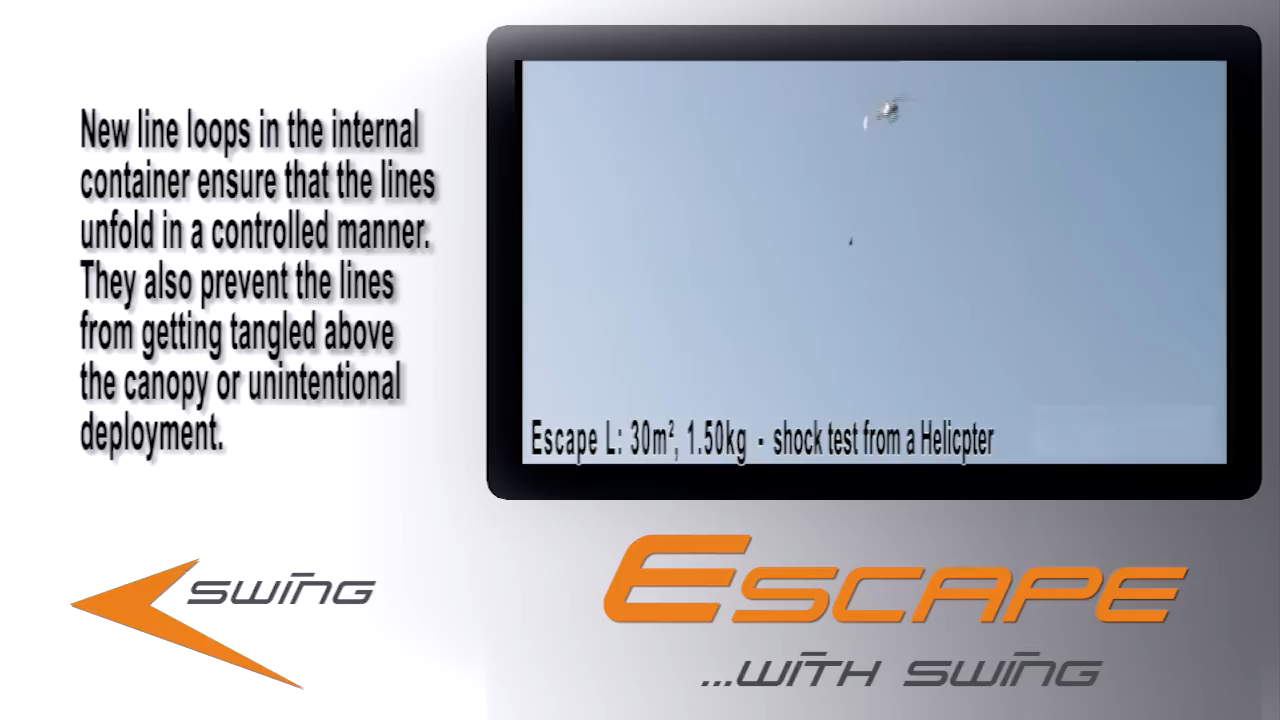 New line loops in the internal
container ensure that the lines
unfold in a controlled manner.
They also prevent the lines
from getting tangled above
the canopy or unintentional
deployment.
Escape L: 30m², 1.50kg - shock test from a Helicpter
SWING
ESCAPE
...WITH SWING